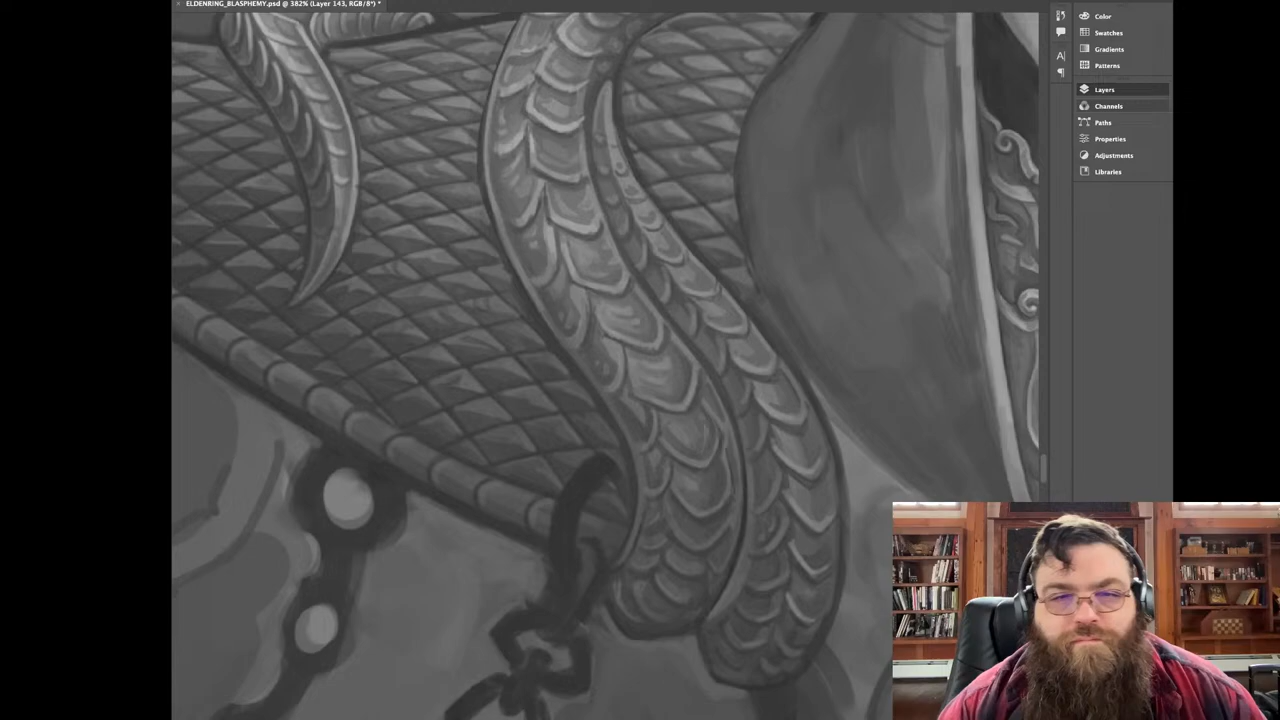 × ELDENRING_BLASPHEMY.psd @ 382% (Layer 143, RGB/8*) *
Color
Swatches
Gradients
Patterns
Layers
Channels
Paths
Properties
Adjustments
Libraries